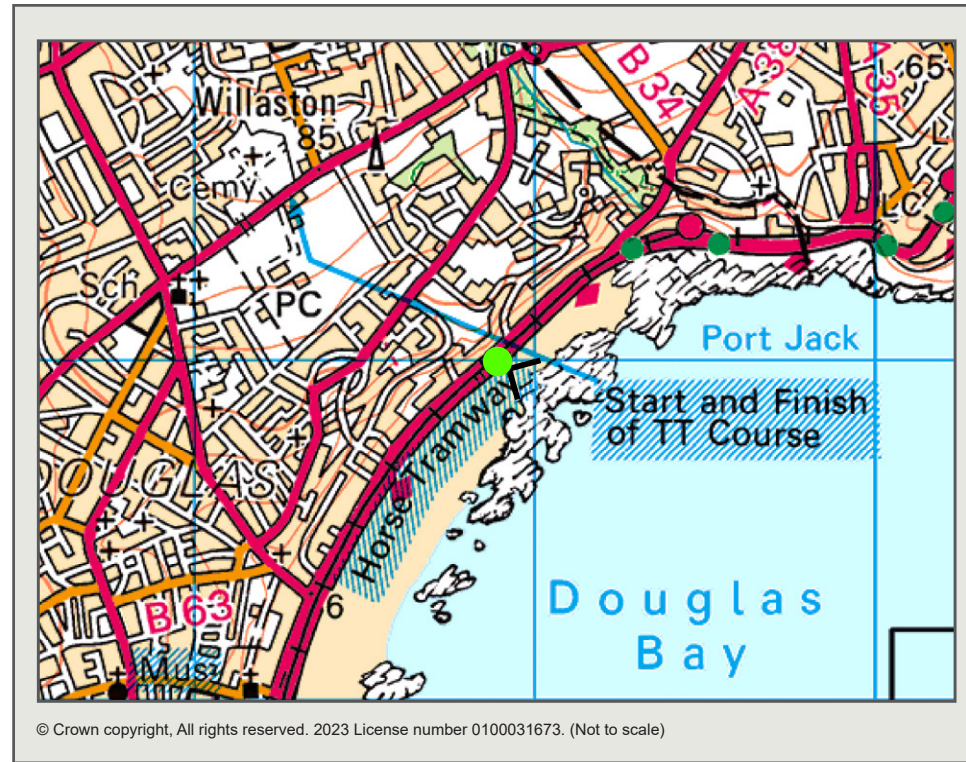 Willaston
85
Cemy
Sch
PC
B 34
A 38
A 35
65
LC
Port Jack
Start and Finish
of TT Course
Horse Tramway
DOUGLAS
B 63
6
Mus
Douglas
Bay
© Crown copyright, All rights reserved. 2023 License number 0100031673. (Not to scale)